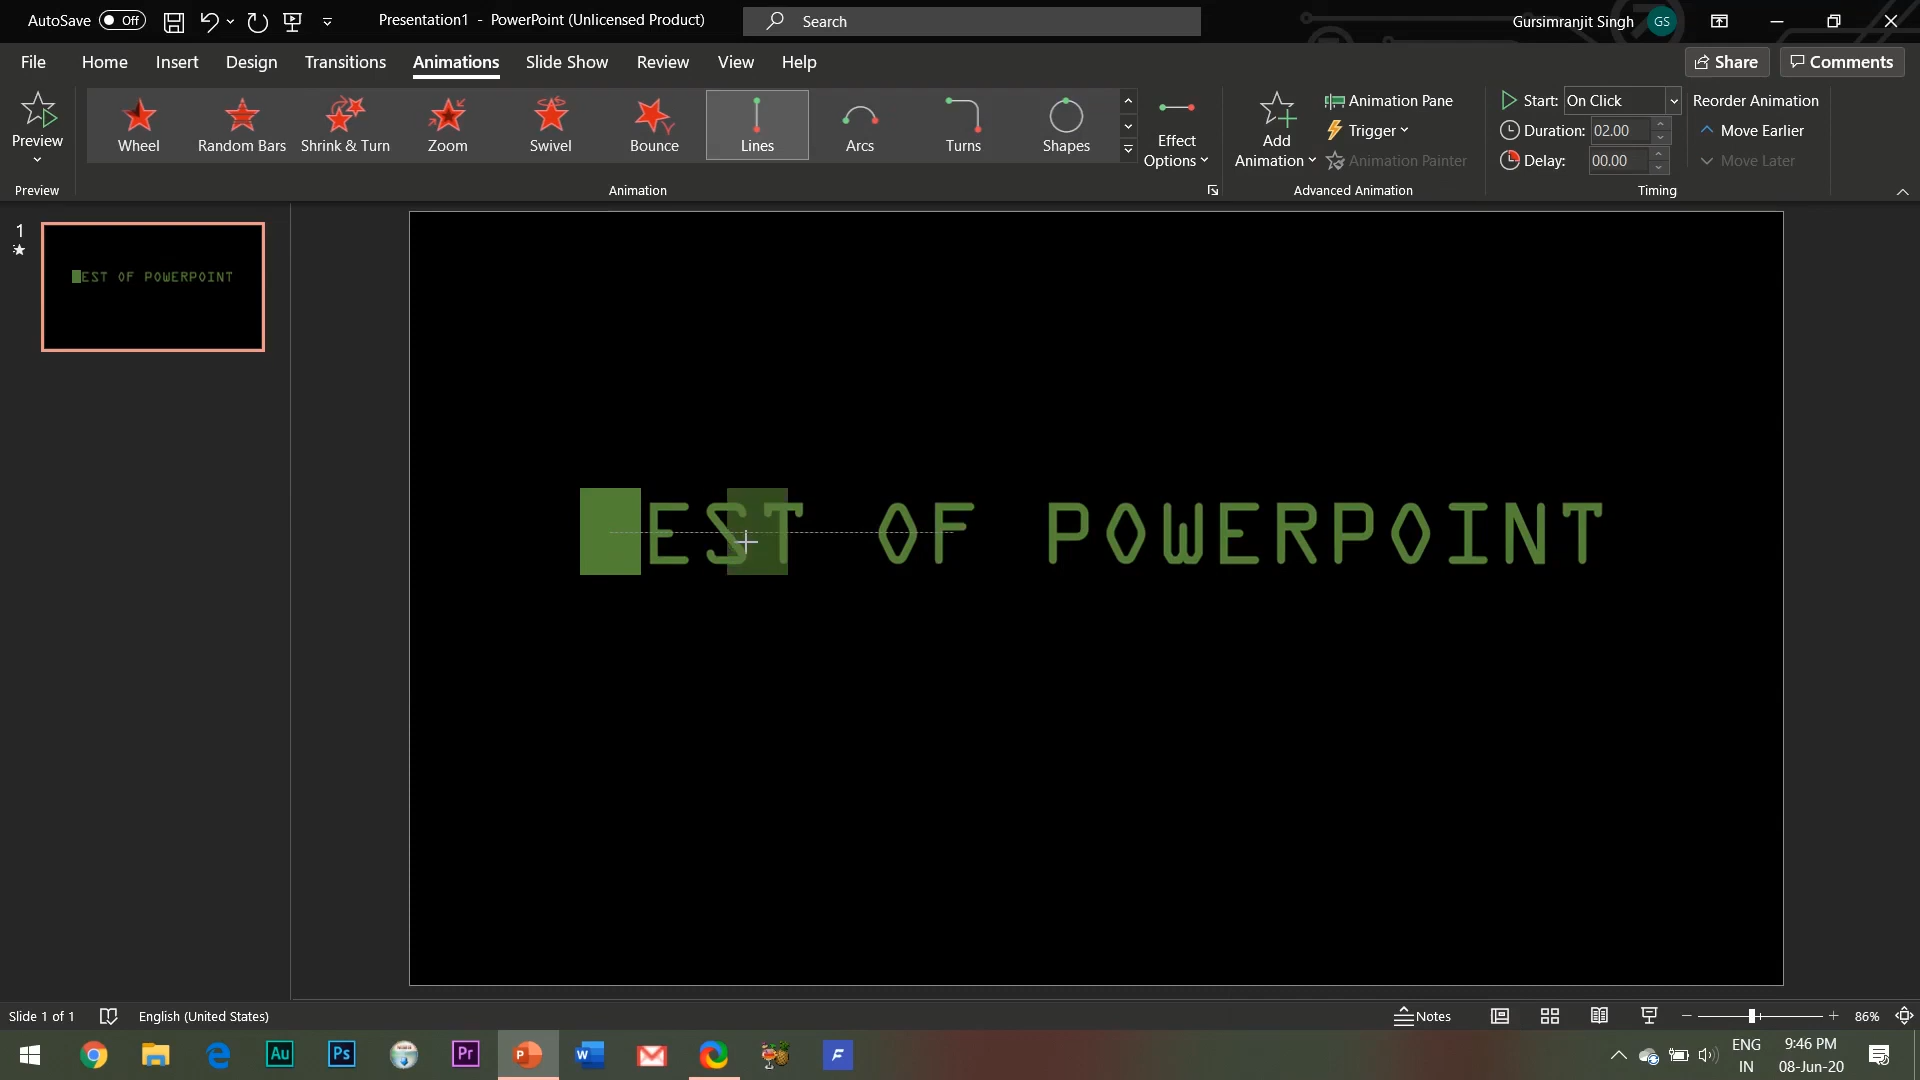 AutoSave Off Presentation1 - PowerPoint (Unlicensed Product) Search Gursimranjit Singh GS
File Home Insert Design Transitions Animations Slide Show Review View Help Share Comments
Preview
Wheel Random Bars Shrink & Turn Zoom Swivel Bounce Lines Arcs Turns Shapes
Effect Options
Add Animation
Animation Pane
Trigger
Animation Painter
Start: On Click
Duration: 02.00
Delay: 00.00
Reorder Animation
Move Earlier
Move Later
Preview Animation Advanced Animation Timing
1
EST OF POWERPOINT
EST OF POWERPOINT
Slide 1 of 1 English (United States) Notes 86%
Au Ps Pr P W F
ENG
IN
9:46 PM
08-Jun-20